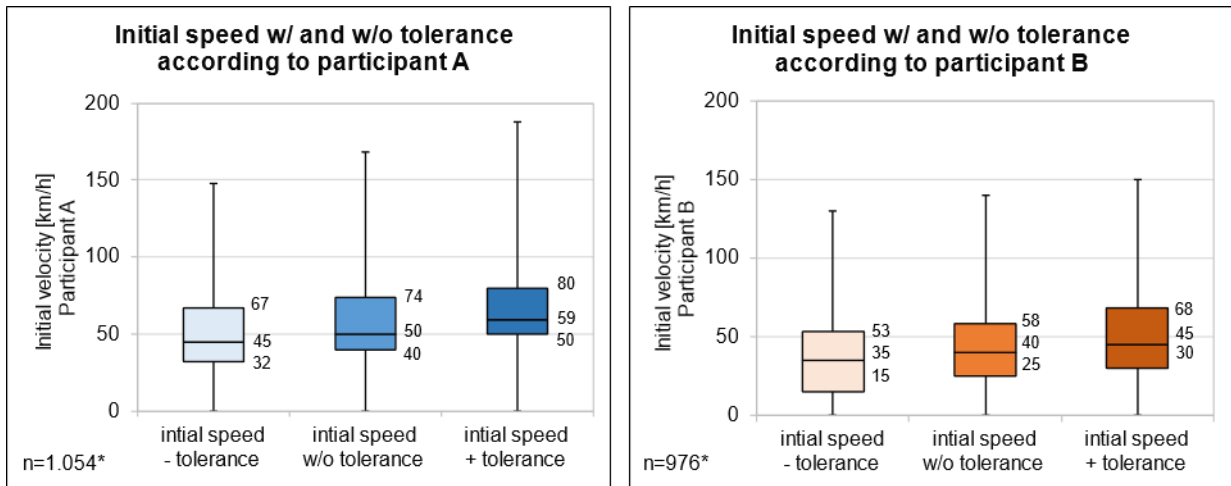 Initial speed w/ and w/o tolerance
according to participant A
Initial velocity [km/h]
Participant A
200
150
100
50
0
67
45
32
74
50
40
80
59
50
intial speed
- tolerance
intial speed
w/o tolerance
intial speed
+ tolerance
n=1.054*
Initial speed w/ and w/o tolerance
according to participant B
Initial velocity [km/h]
Participant B
200
150
100
50
0
53
35
15
58
40
25
68
45
30
intial speed
- tolerance
intial speed
w/o tolerance
intial speed
+ tolerance
n=976*